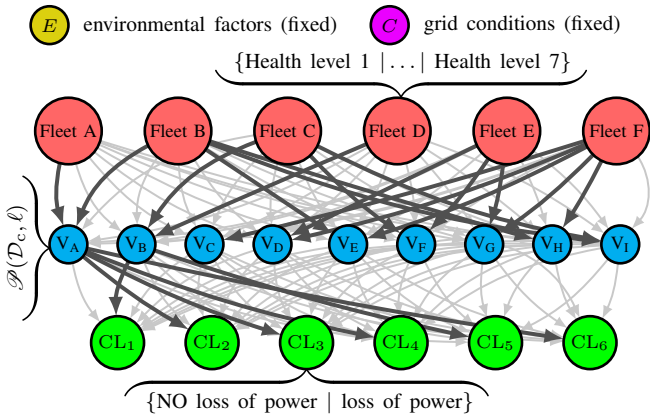 E environmental factors (fixed) C grid conditions (fixed)
{Health level 1 | ... | Health level 7}
Fleet A Fleet B Fleet C Fleet D Fleet E Fleet F
𝒫(𝒟c, ℓ)
VA VB VC VD VE VF VG VH VI
CL1 CL2 CL3 CL4 CL5 CL6
{NO loss of power | loss of power}